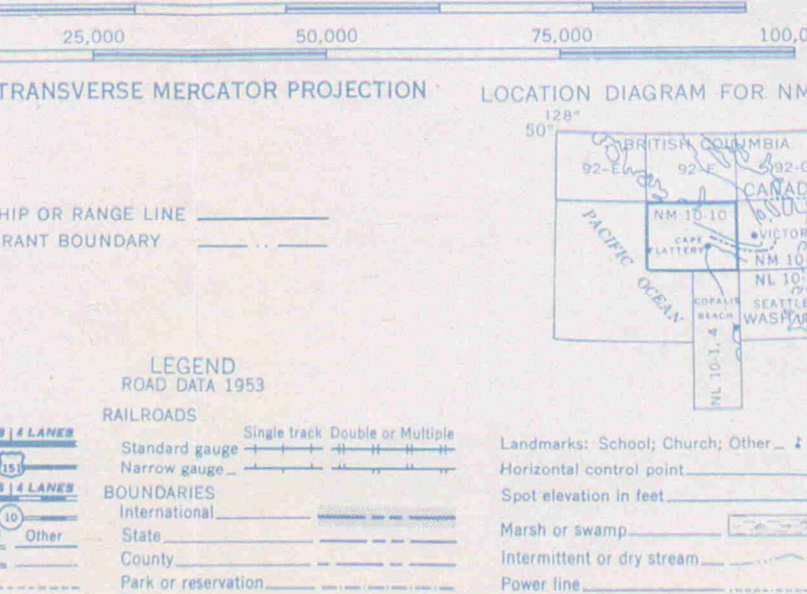 25,000 50,000 75,000 100,0
TRANSVERSE MERCATOR PROJECTION
LOCATION DIAGRAM FOR NM
128°
50°
BRITISH COLUMBIA
92-E 92-F 92-G
CANAD
NM 10-10
PACIFIC OCEAN
CAPE
FLATTERY
VICTOR
NM 10-
NL 10-
COPALIS
BEACH
SEATTL
WASH
NL 10-1, 4
HIP OR RANGE LINE
RANT BOUNDARY
LEGEND
ROAD DATA 1953
S | 4 LANES
151
S | 4 LANES
10
Other
RAILROADS
Single track Double or Multiple
Standard gauge
Narrow gauge
BOUNDARIES
International
State
County
Park or reservation
Landmarks: School; Church; Other
Horizontal control point
Spot elevation in feet
Marsh or swamp
Intermittent or dry stream
Power line